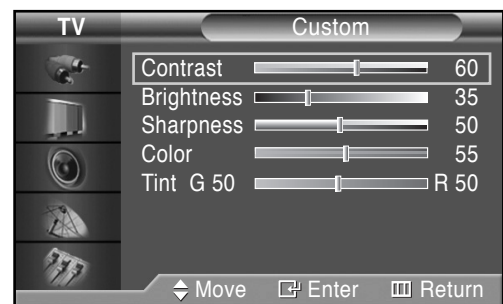 TV Custom
Contrast 60
Brightness 35
Sharpness 50
Color 55
Tint G 50 R 50
Move Enter Return